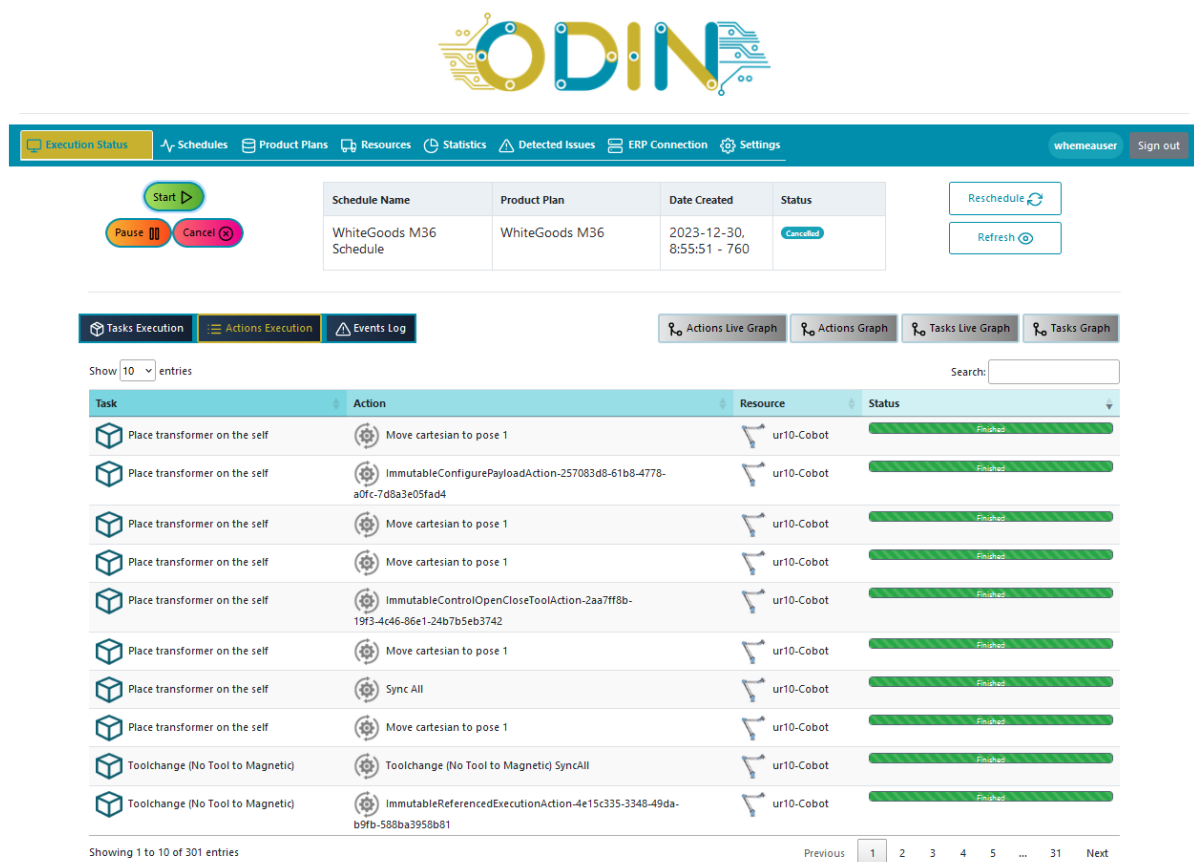 ODIN
Execution Status Schedules Product Plans Resources Statistics Detected Issues ERP Connection Settings whemeauser Sign out
Start
Pause Cancel
Schedule Name Product Plan Date Created Status
WhiteGoods M36 Schedule WhiteGoods M36 2023-12-30, 8:55:51 - 760 Cancelled
Reschedule
Refresh
Tasks Execution Actions Execution Events Log Actions Live Graph Actions Graph Tasks Live Graph Tasks Graph
Show 10 entries Search:
Task Action Resource Status
Place transformer on the self Move cartesian to pose 1 ur10-Cobot Finished
Place transformer on the self ImmutableConfigurePayloadAction-257083d8-61b8-4778-
a0fc-7d8a3e05fad4 ur10-Cobot Finished
Place transformer on the self Move cartesian to pose 1 ur10-Cobot Finished
Place transformer on the self Move cartesian to pose 1 ur10-Cobot Finished
Place transformer on the self ImmutableControlOpenCloseToolAction-2aa7ff8b-
19f3-4c46-86e1-24b7b5eb3742 ur10-Cobot Finished
Place transformer on the self Move cartesian to pose 1 ur10-Cobot Finished
Place transformer on the self Sync All ur10-Cobot Finished
Place transformer on the self Move cartesian to pose 1 ur10-Cobot Finished
Toolchange (No Tool to Magnetic) Toolchange (No Tool to Magnetic) SyncAll ur10-Cobot Finished
Toolchange (No Tool to Magnetic) ImmutableReferencedExecutionAction-4e15c335-3348-49da-
b9fb-588ba3958b81 ur10-Cobot Finished
Showing 1 to 10 of 301 entries Previous 1 2 3 4 5 ... 31 Next